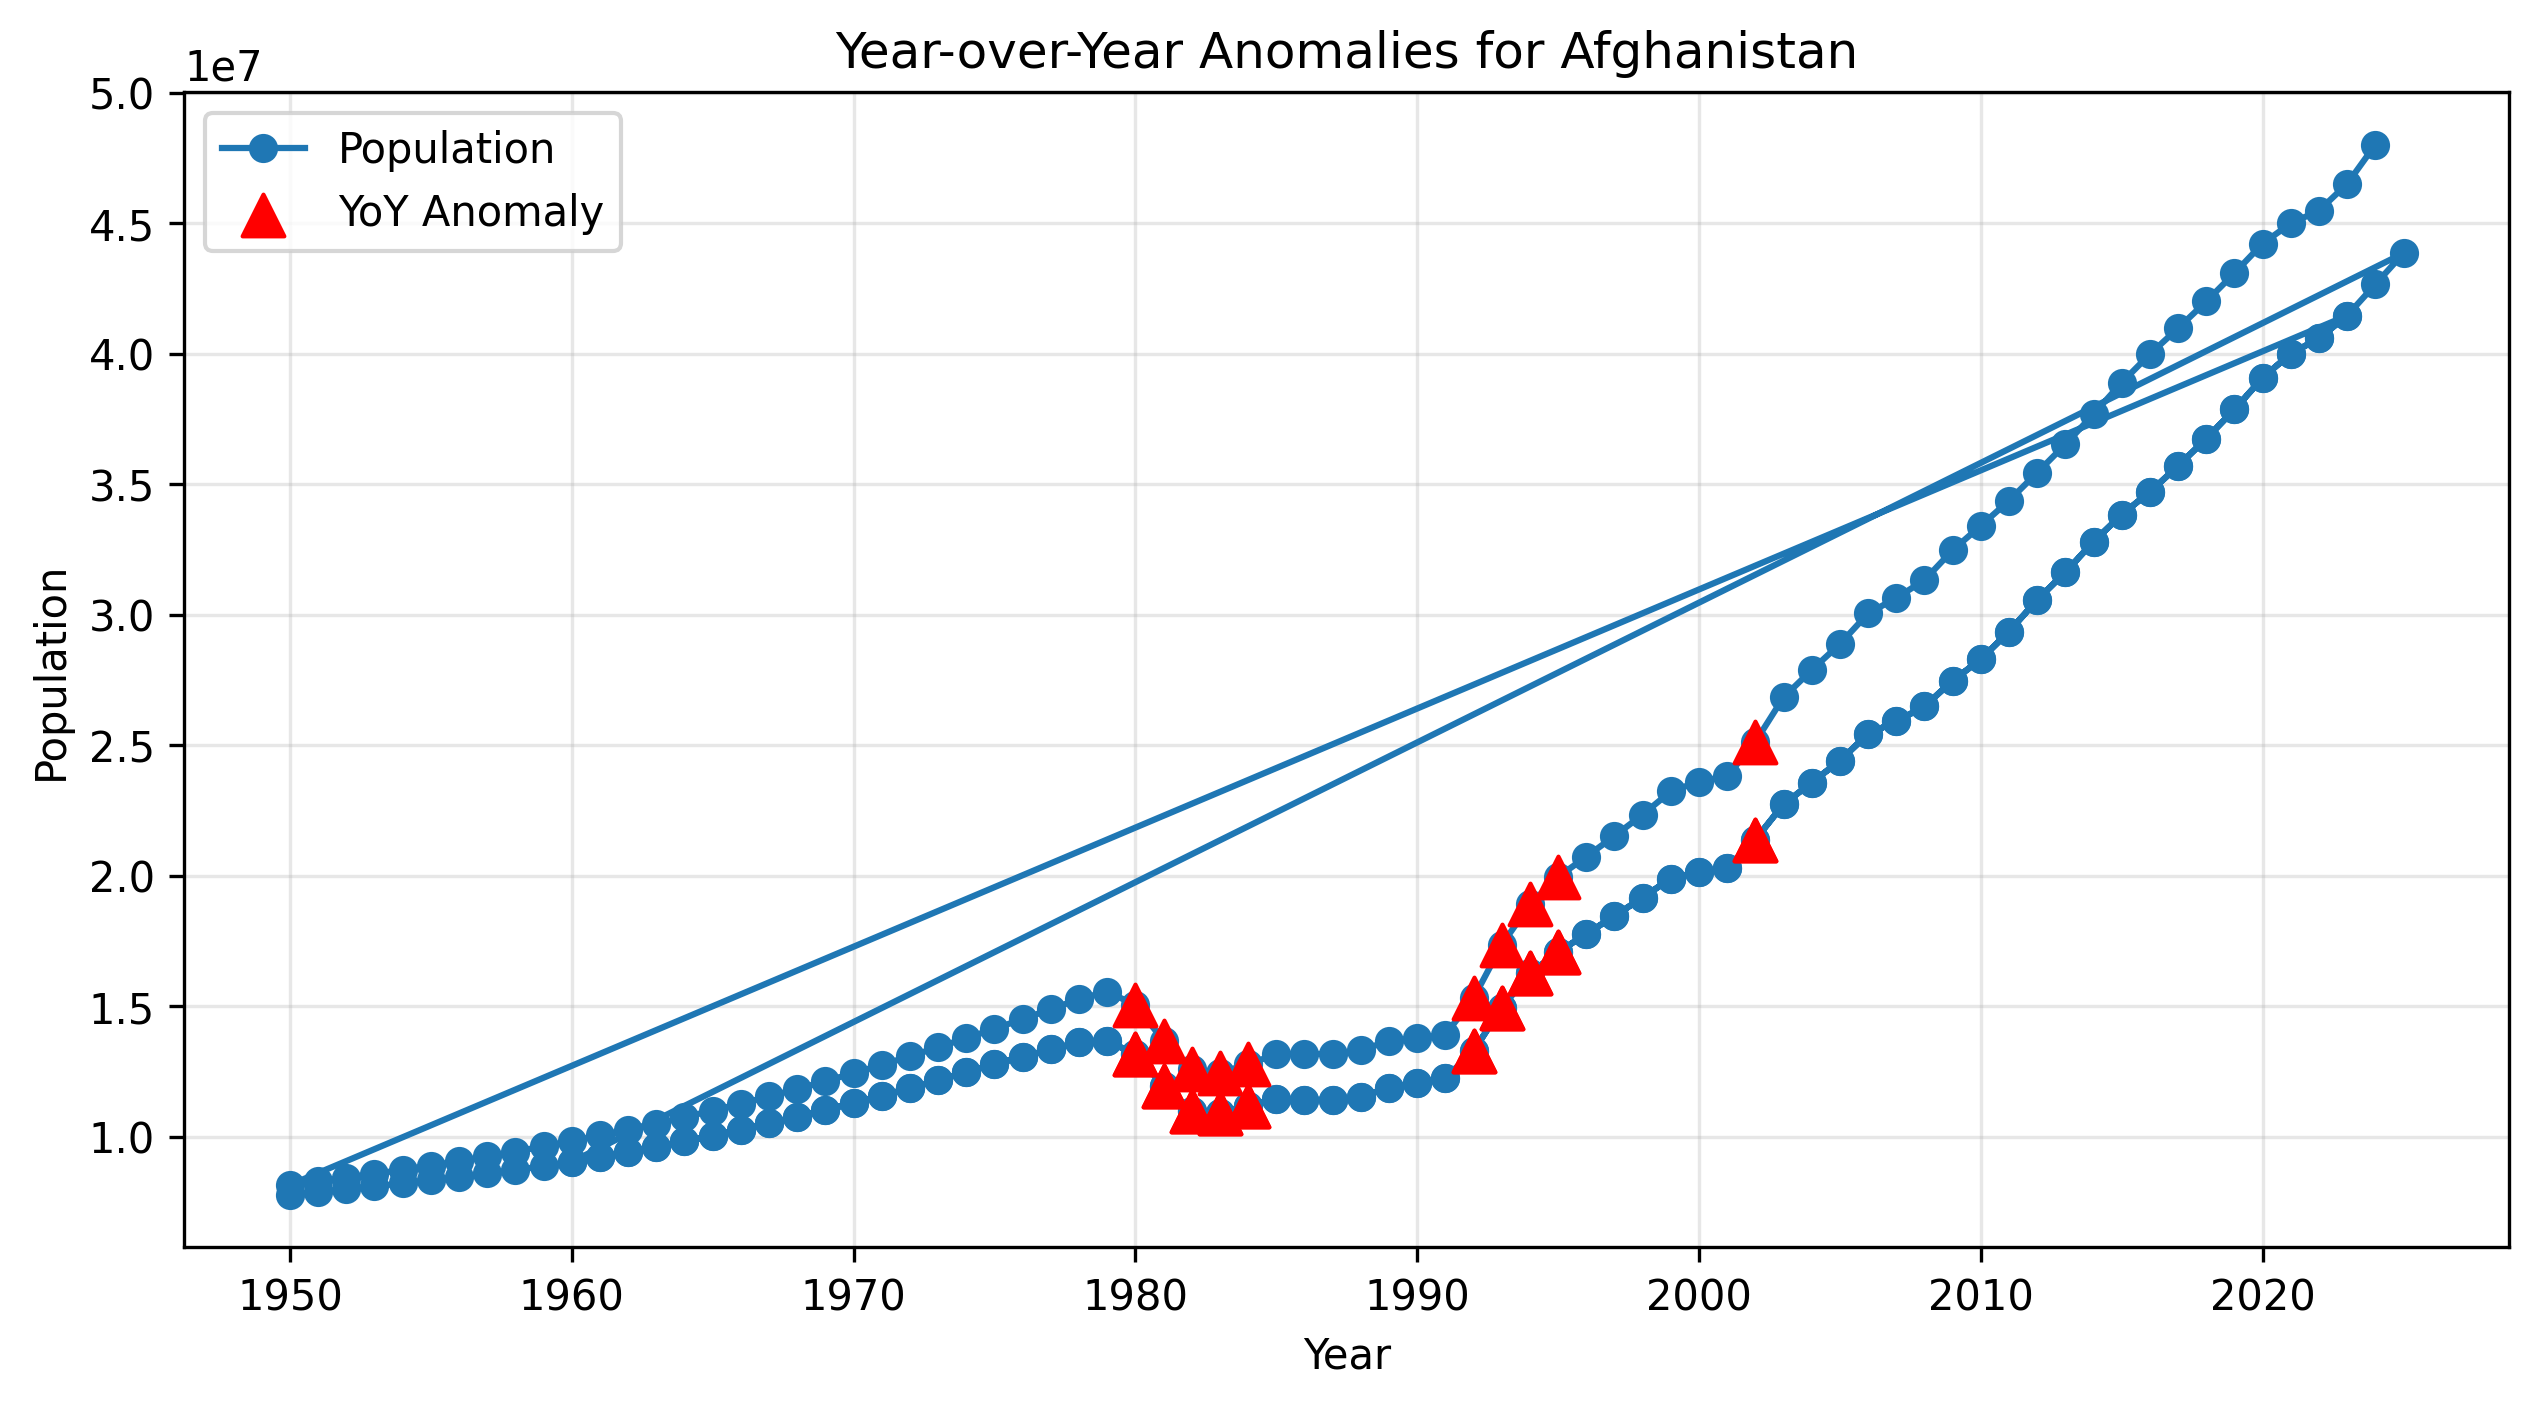 Year-over-Year Anomalies for Afghanistan
1e7
5.0
4.5
4.0
3.5
3.0
2.5
2.0
1.5
1.0
Population
YoY Anomaly
Population
1950 1960 1970 1980 1990 2000 2010 2020
Year